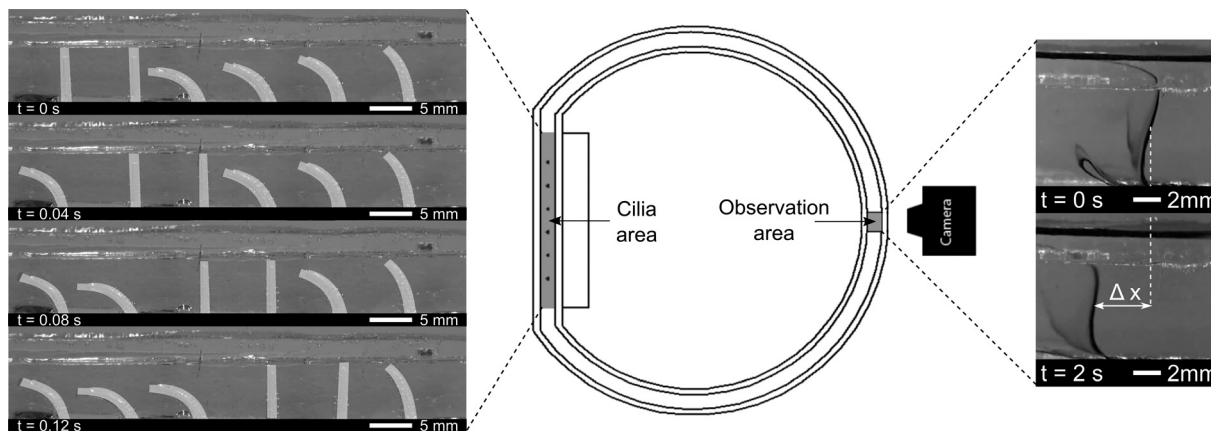 t = 0 s
5 mm
t = 0.04 s
5 mm
t = 0.08 s
5 mm
t = 0.12 s
5 mm
Cilia
area
Observation
area
Camera
t = 0 s
2mm
Δ x
t = 2 s
2mm